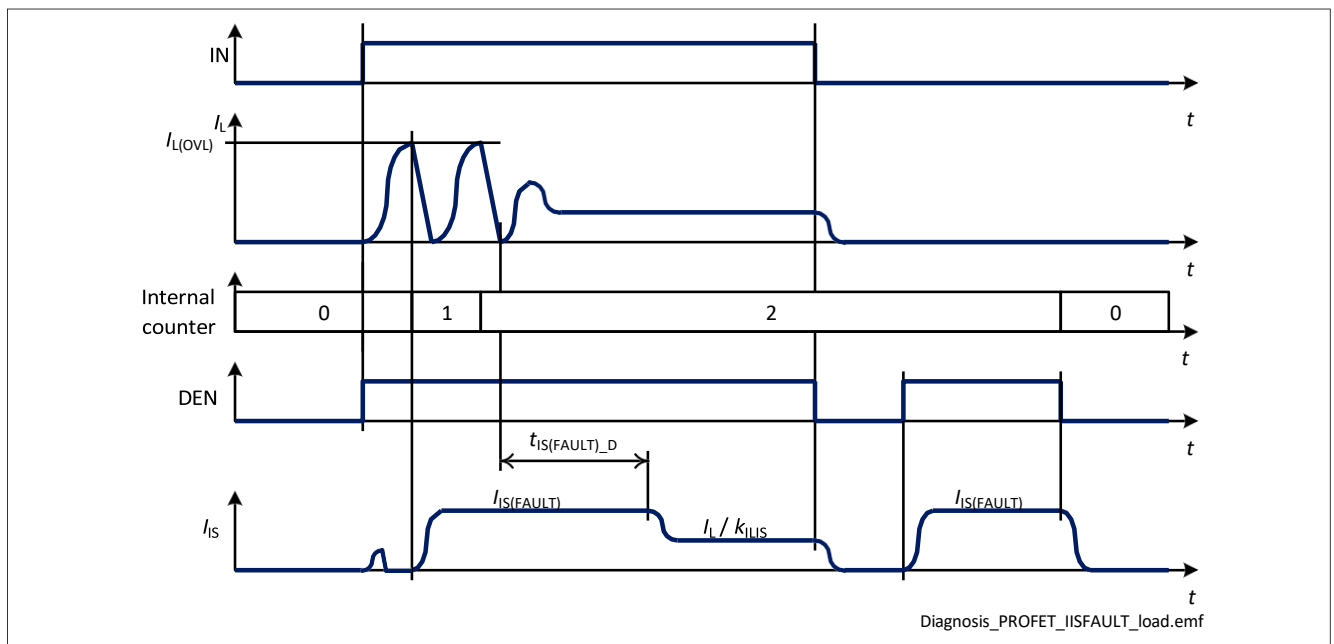 IN
t
I_L
I_L(OVL)
t
Internal
counter
0
1
2
0
t
DEN
t
t_IS(FAULT)_D
I_IS(FAULT)
I_IS(FAULT)
I_IS
I_L / k_ILIS
t
Diagnosis_PROFET_IISFAULT_load.emf